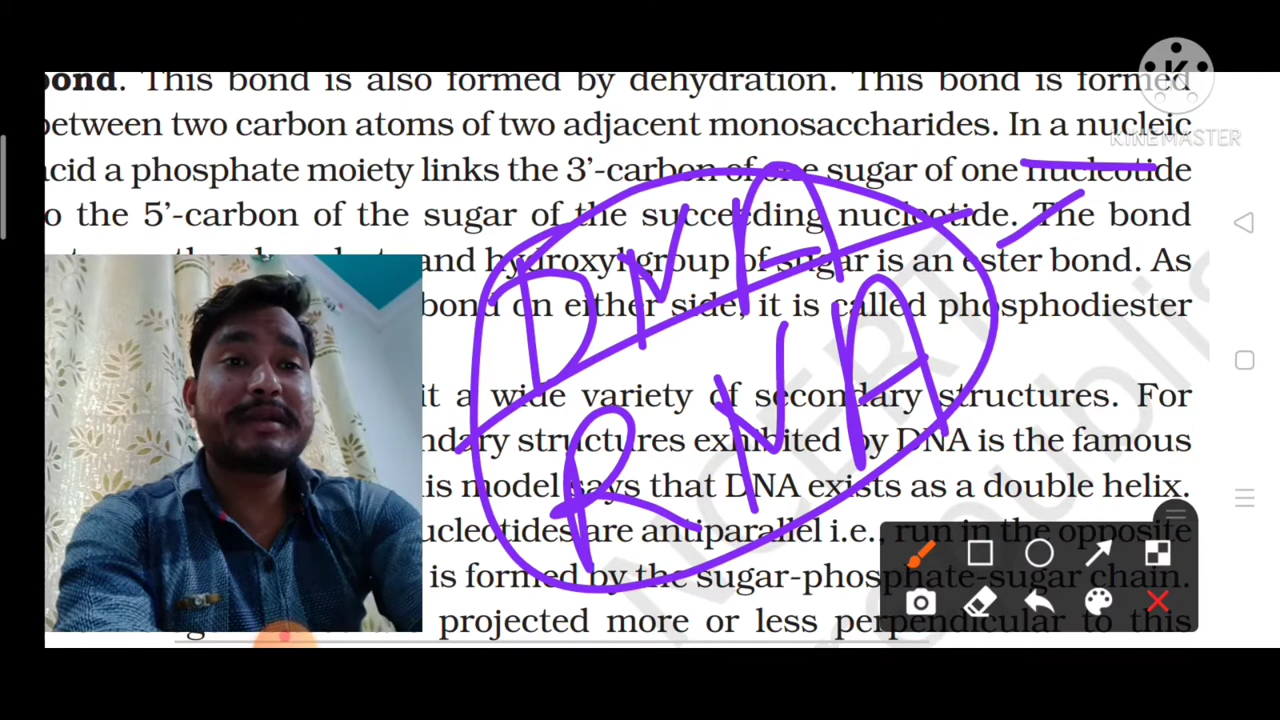 bond. This bond is also formed by dehydration. This bond is formed
between two carbon atoms of two adjacent monosaccharides. In a nucleic
acid a phosphate moiety links the 3’-carbon of one sugar of one nucleotide
o the 5’-carbon of the sugar of the succeeding nucleotide. The bond
and hydroxyl group of sugar is an ester bond. As
bond on either side, it is called phosphodiester
it a wide variety of secondary structures. For
ndary structures exhibited by DNA is the famous
is model says that DNA exists as a double helix.
ucleotides are antiparallel i.e., run in the opposite
is formed by the sugar-phosphate-sugar chain.
projected more or less perpendicular to this
DNA
RNA
K
KINEMASTER
NCERT